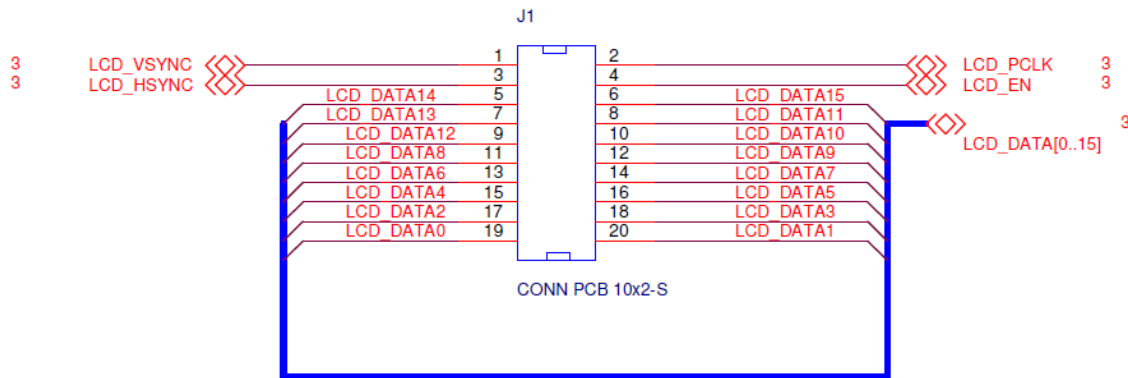 J1
3 LCD_VSYNC 1 2 LCD_PCLK 3
3 LCD_HSYNC 3 4 LCD_EN 3
LCD_DATA14 5 6 LCD_DATA15
LCD_DATA13 7 8 LCD_DATA11 3
LCD_DATA12 9 10 LCD_DATA10 LCD_DATA[0..15]
LCD_DATA8 11 12 LCD_DATA9
LCD_DATA6 13 14 LCD_DATA7
LCD_DATA4 15 16 LCD_DATA5
LCD_DATA2 17 18 LCD_DATA3
LCD_DATA0 19 20 LCD_DATA1
CONN PCB 10x2-S